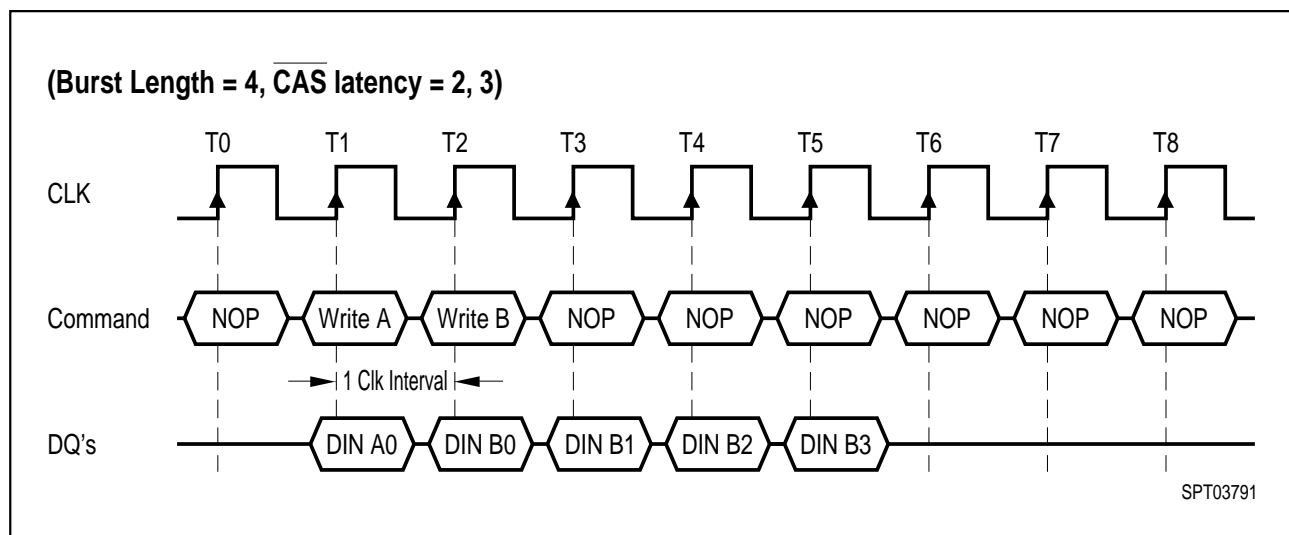 (Burst Length = 4, CAS latency = 2, 3)
T0 T1 T2 T3 T4 T5 T6 T7 T8
CLK
Command NOP Write A Write B NOP NOP NOP NOP NOP NOP
1 Clk Interval
DQ's DIN A0 DIN B0 DIN B1 DIN B2 DIN B3
SPT03791